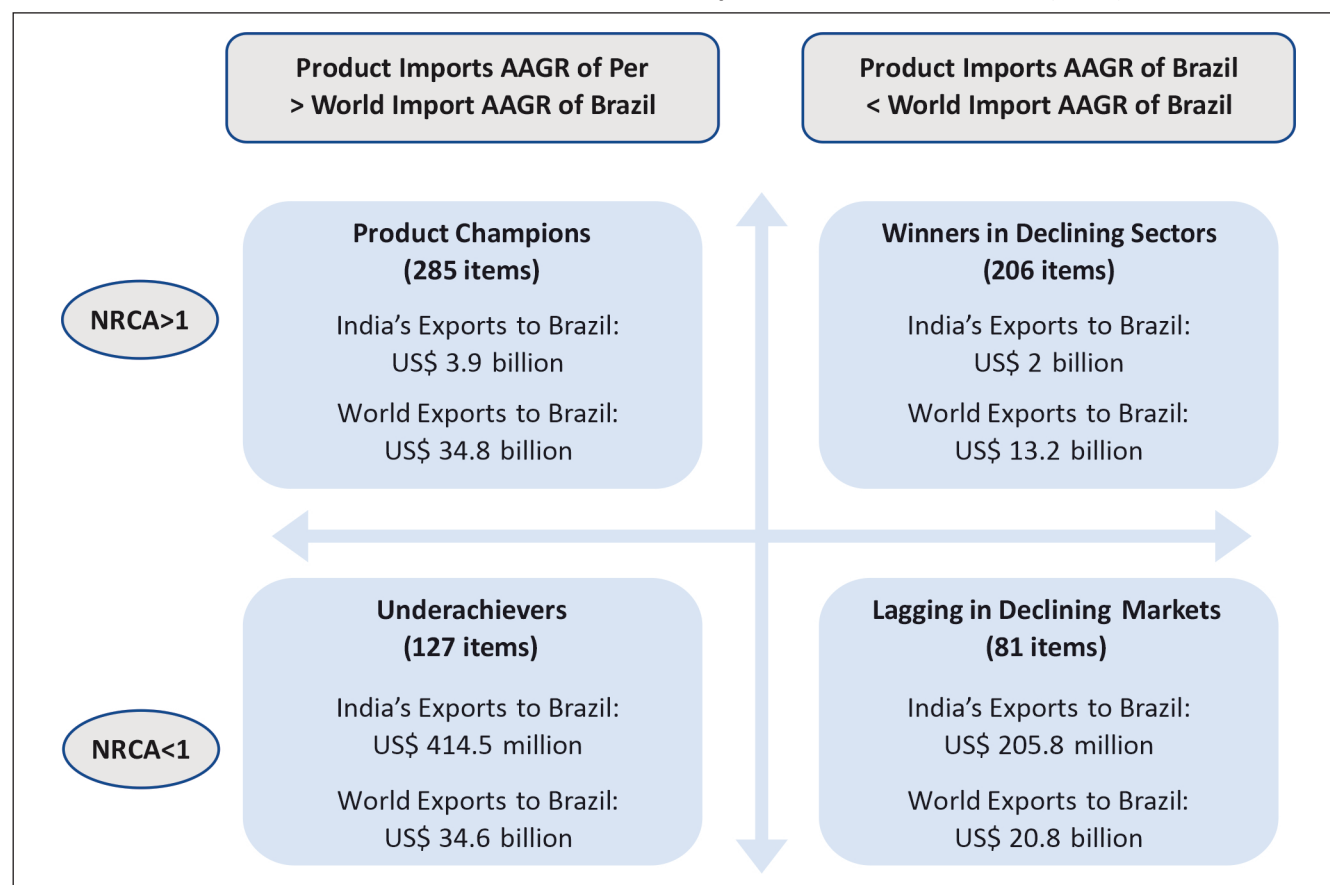 Product Imports AAGR of Per
> World Import AAGR of Brazil
Product Imports AAGR of Brazil
< World Import AAGR of Brazil
NRCA>1
Product Champions
(285 items)
India’s Exports to Brazil:
US$ 3.9 billion
World Exports to Brazil:
US$ 34.8 billion
Winners in Declining Sectors
(206 items)
India’s Exports to Brazil:
US$ 2 billion
World Exports to Brazil:
US$ 13.2 billion
NRCA<1
Underachievers
(127 items)
India’s Exports to Brazil:
US$ 414.5 million
World Exports to Brazil:
US$ 34.6 billion
Lagging in Declining Markets
(81 items)
India’s Exports to Brazil:
US$ 205.8 million
World Exports to Brazil:
US$ 20.8 billion